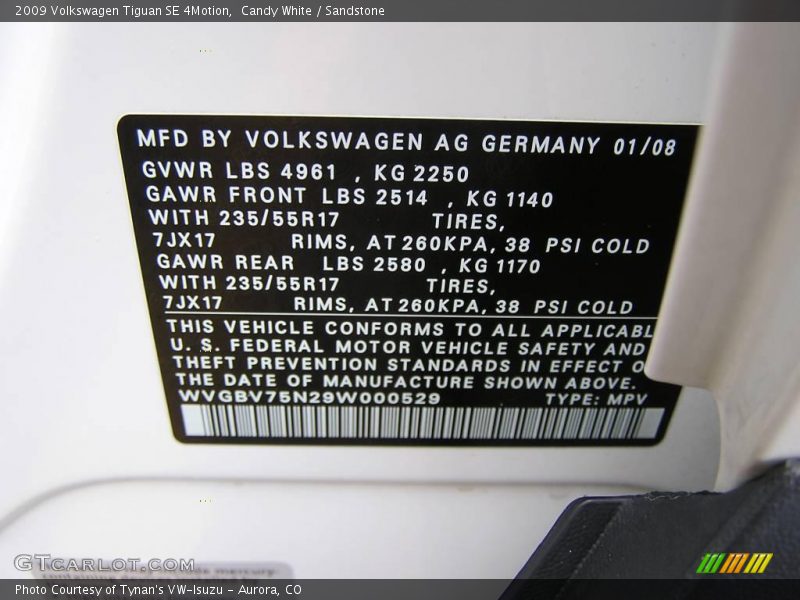 2009 Volkswagen Tiguan SE 4Motion,  Candy White / Sandstone
MFD BY VOLKSWAGEN AG GERMANY 01/08
GVWR LBS 4961 , KG 2250
GAWR FRONT LBS 2514 , KG 1140
WITH 235/55R17 TIRES,
7JX17 RIMS, AT 260KPA, 38 PSI COLD
GAWR REAR LBS 2580 , KG 1170
WITH 235/55R17 TIRES,
7JX17 RIMS, AT 260KPA, 38 PSI COLD
THIS VEHICLE CONFORMS TO ALL APPLICABL
U. S. FEDERAL MOTOR VEHICLE SAFETY AND
THEFT PREVENTION STANDARDS IN EFFECT O
THE DATE OF MANUFACTURE SHOWN ABOVE.
WVGBV75N29W000529 TYPE: MPV
GTcarlot.com
mercury
Photo Courtesy of Tynan's VW-Isuzu - Aurora, CO